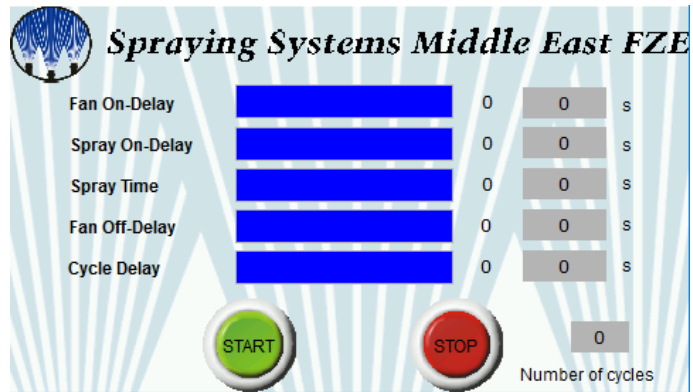 Spraying Systems Middle East FZE
Fan On-Delay 0 0 s
Spray On-Delay 0 0 s
Spray Time 0 0 s
Fan Off-Delay 0 0 s
Cycle Delay 0 0 s
START STOP 0
Number of cycles